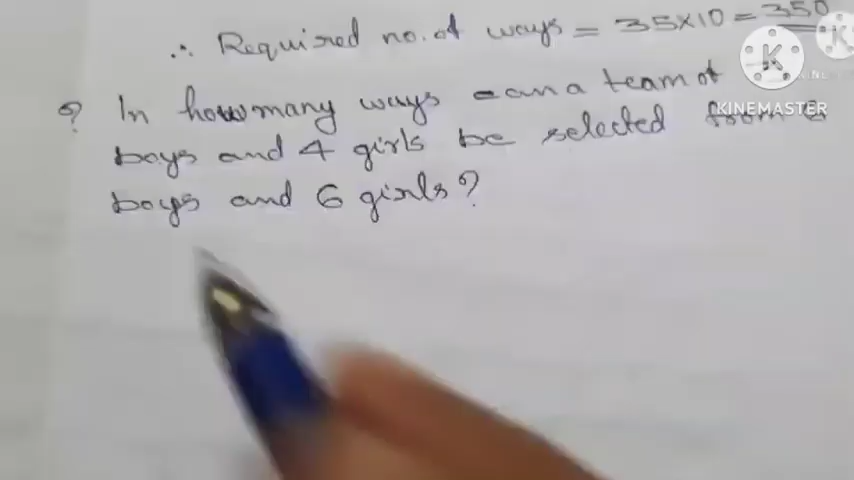 ∴ Required no. of ways = 35×10 = 350
? In how many ways can a team of
boys and 4 girls be selected from
boys and 6 girls?
KINEMASTER